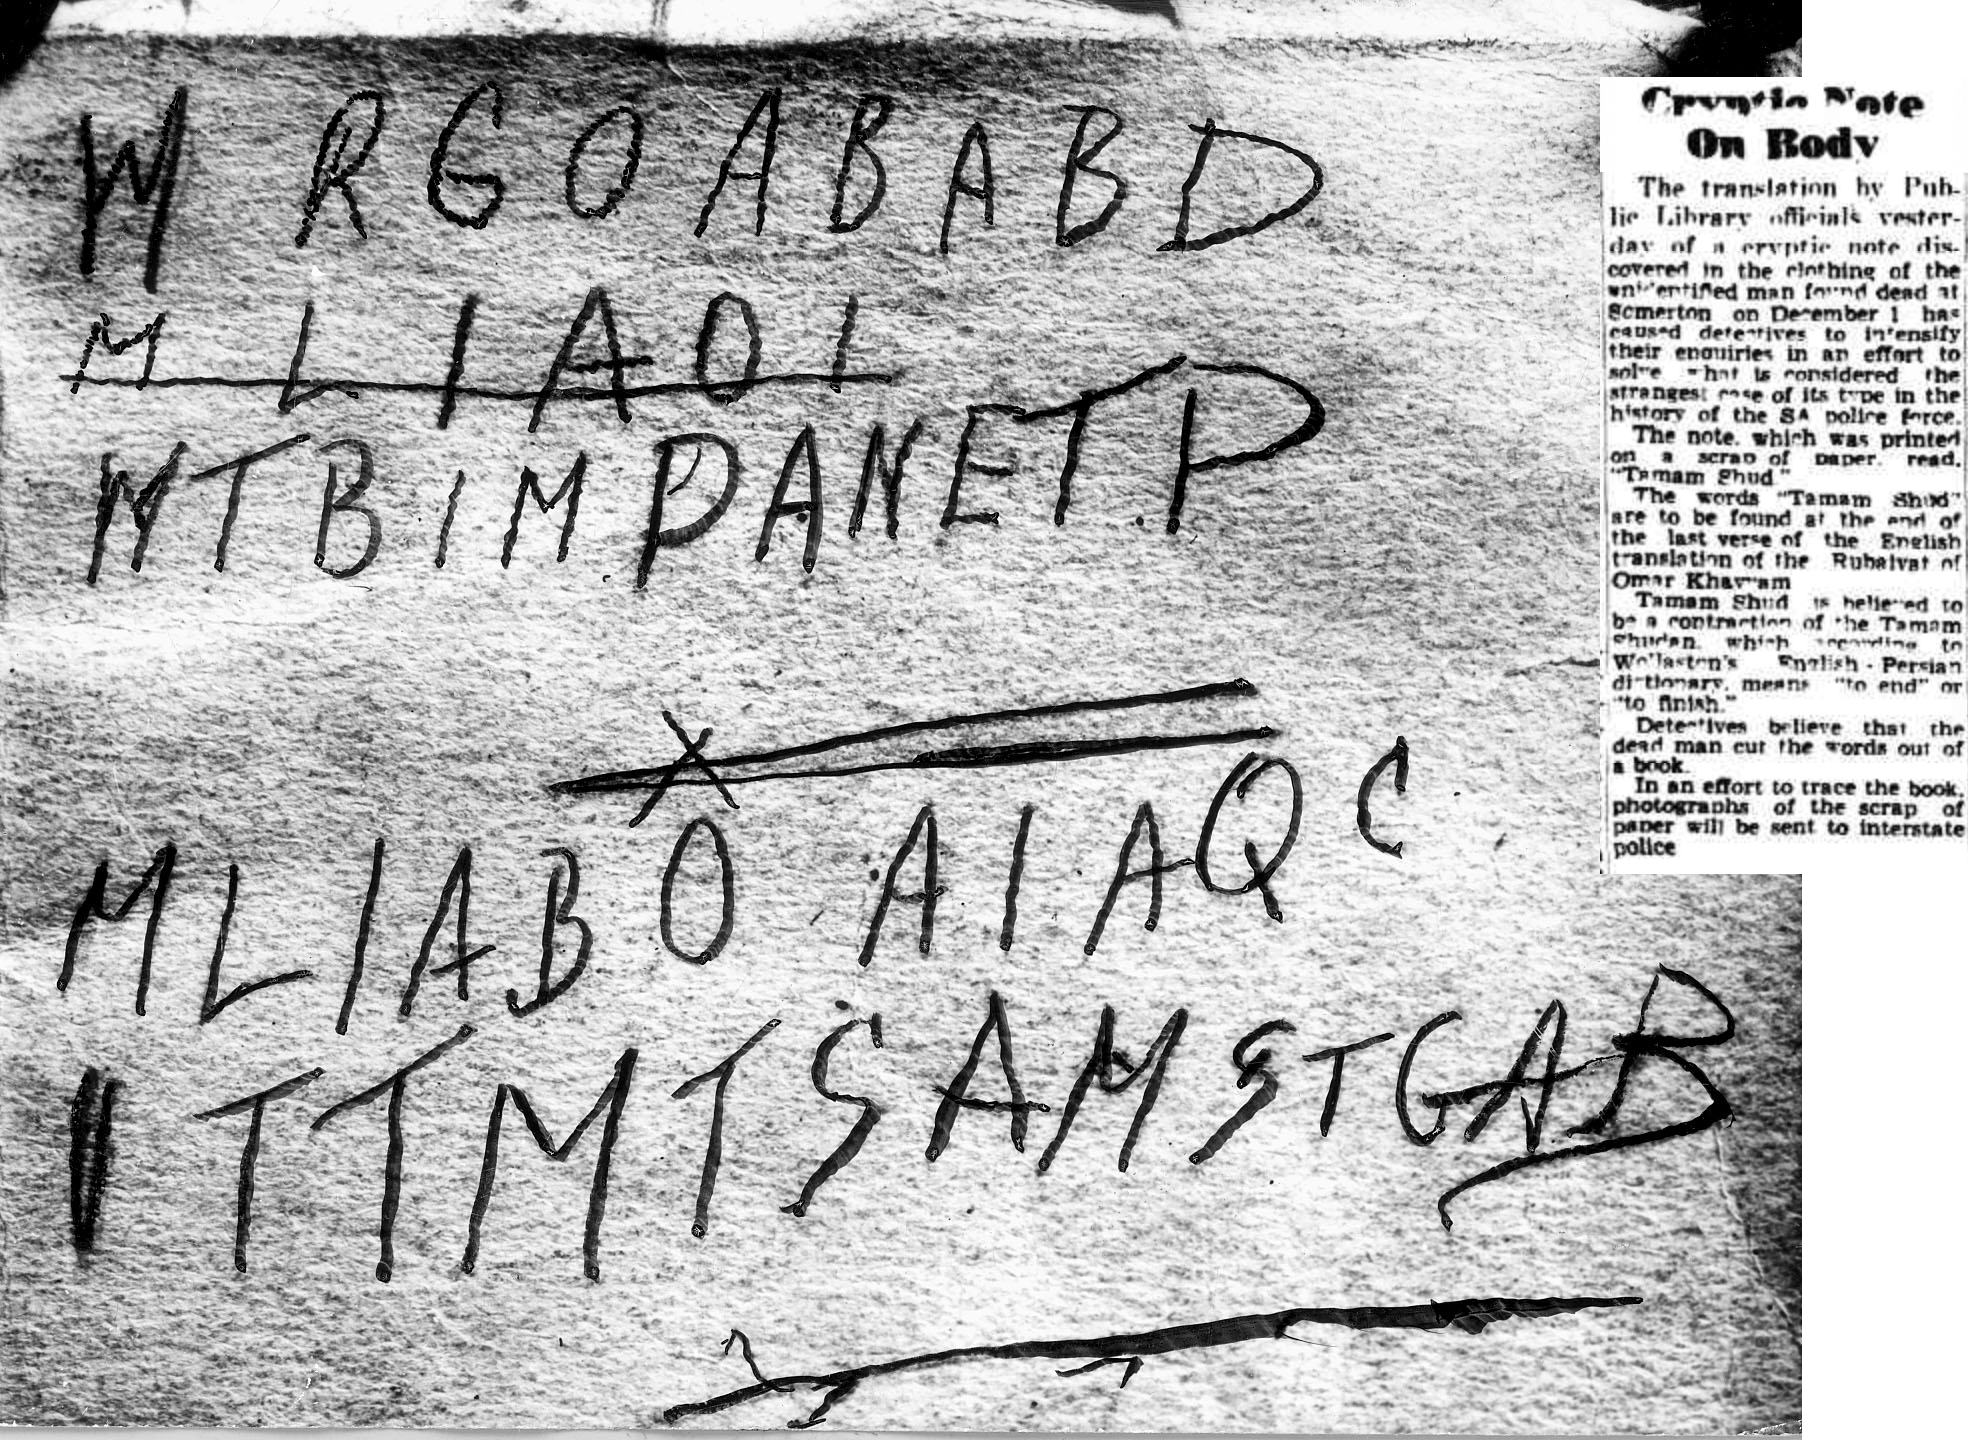 W RGOABABD
MLIAOI
WTBIMPANETP
X
MLIABO AIAQC
ITTMTSAMSTGAB
Cryptic Note
On Body
The translation by Pub-
lic Library officials yester-
day of a cryptic note dis-
covered in the clothing of the
unidentified man found dead at
Somerton on December 1 has
caused detectives to intensify
their enquiries in an effort to
solve what is considered the
strangest case of its type in the
history of the SA police force.
The note, which was printed
on a scrap of paper, read,
"Tamam Shud"
The words "Tamam Shud"
are to be found at the end of
the last verse of the English
translation of the Rubaiyat of
Omar Khayyam
Tamam Shud is believed to
be a contraction of the Tamam
Shudan, which according to
Wollaston's English-Persian
dictionary, means "to end" or
"to finish."
Detectives believe that the
dead man cut the words out of
a book.
In an effort to trace the book,
photographs of the scrap of
paper will be sent to interstate
police